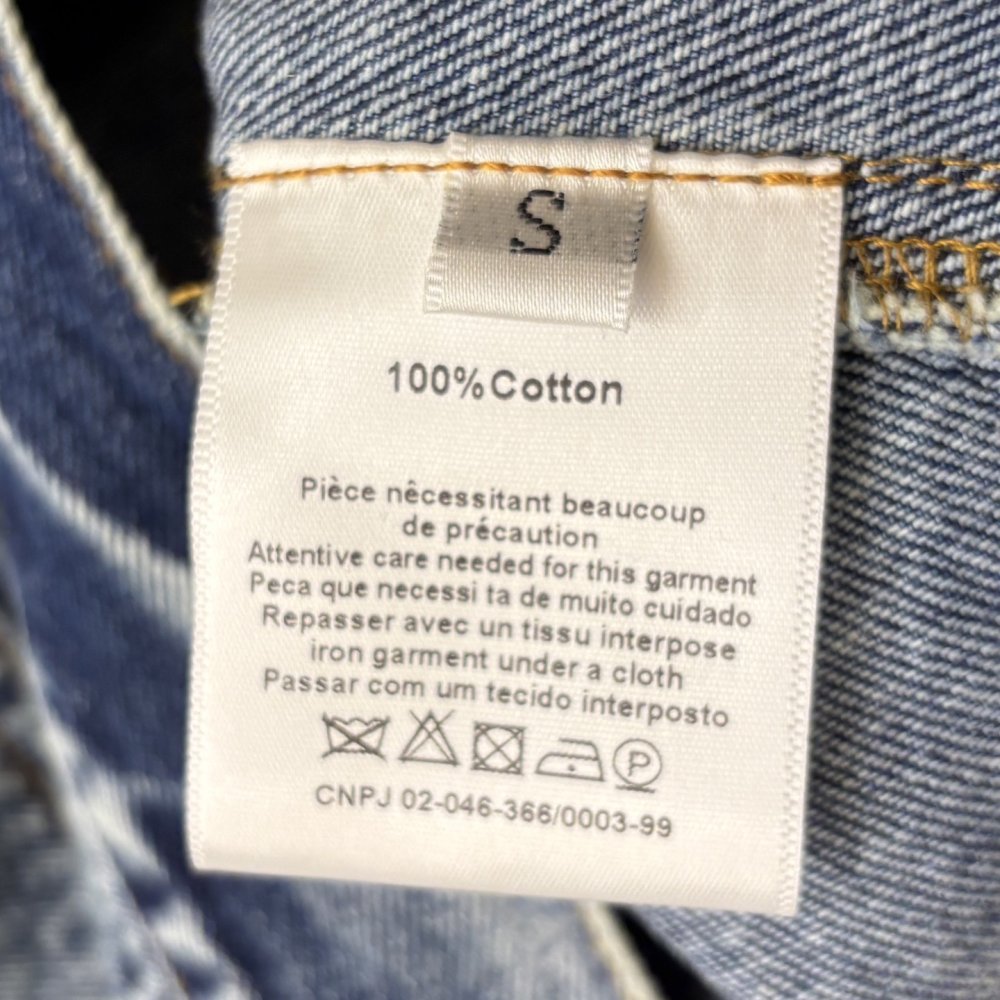 S
100%Cotton
Pièce nêcessitant beaucoup
de précaution
Attentive care needed for this garment
Peca que necessi ta de muito cuidado
Repasser avec un tissu interpose
iron garment under a cloth
Passar com um tecido interposto
P
CNPJ 02-046-366/0003-99